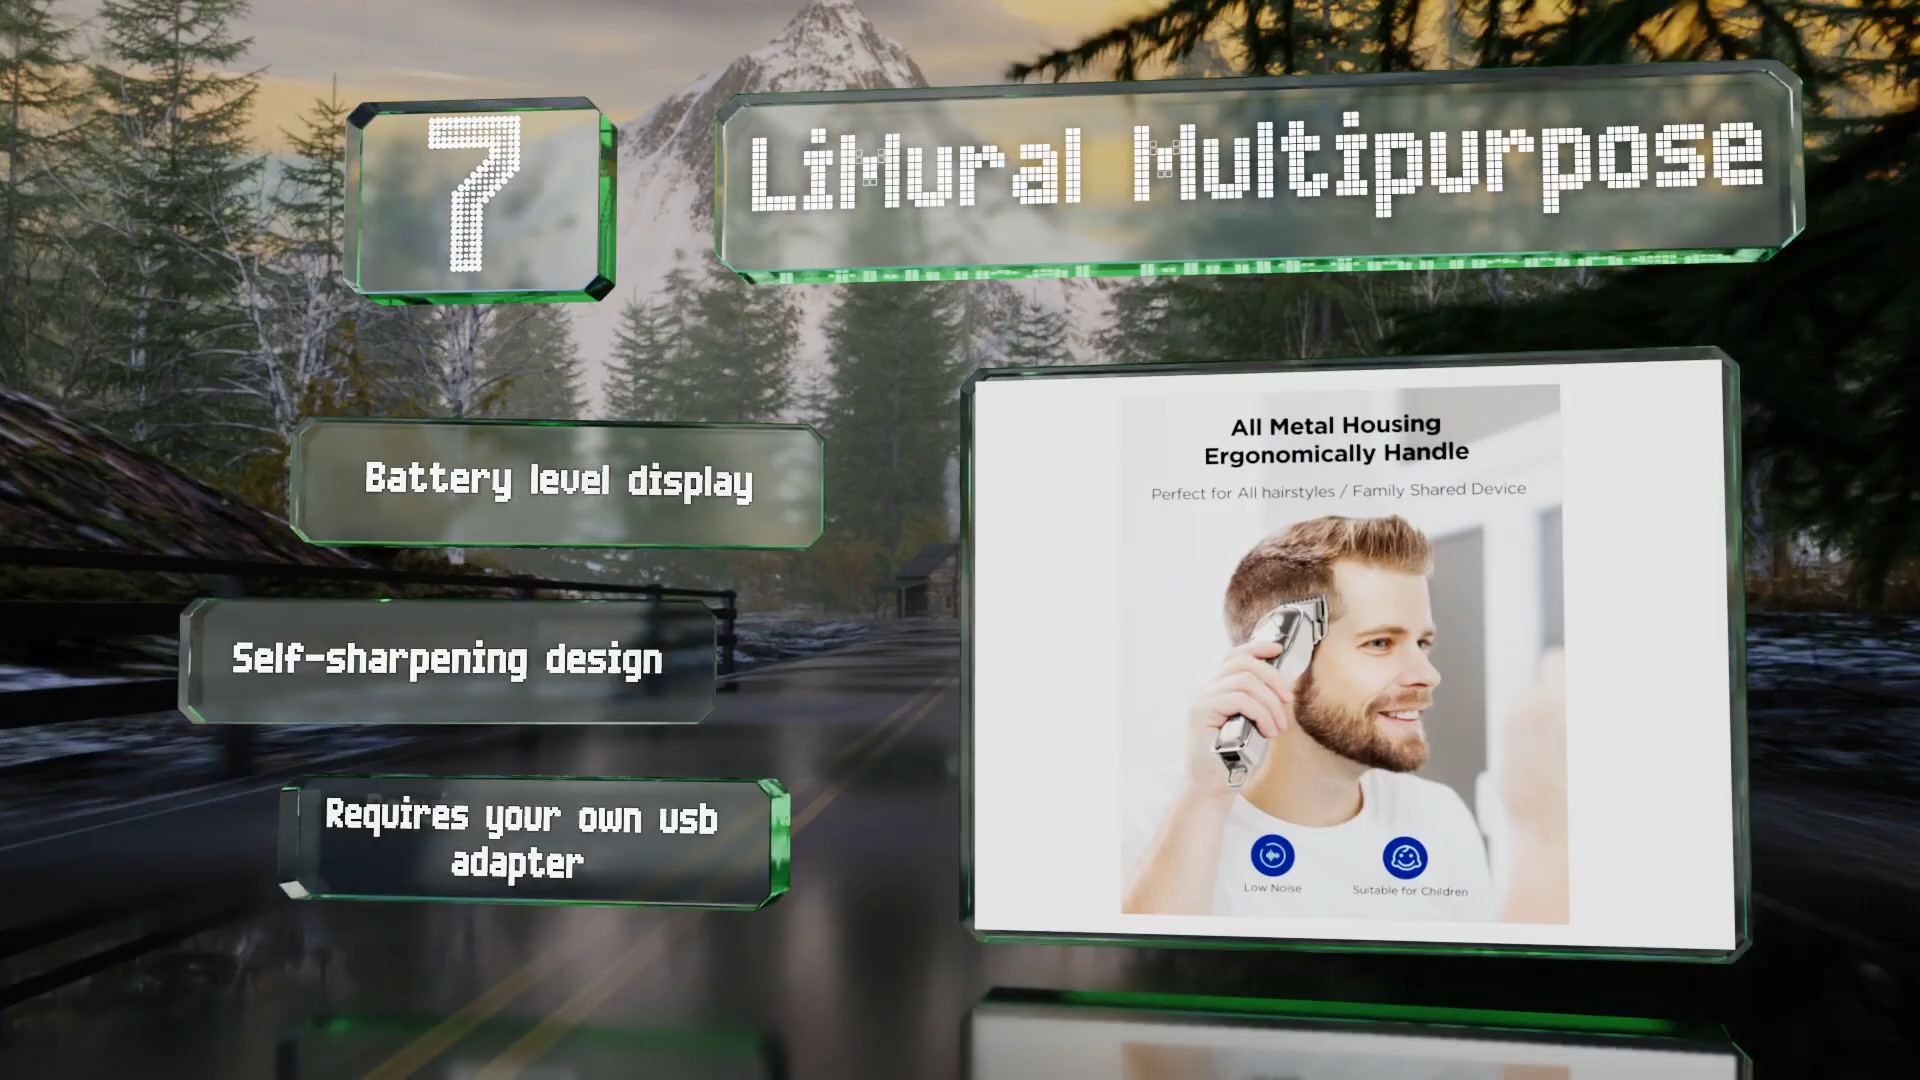 7
LiMural Multipurpose
Battery level display
Self-sharpening design
Requires your own usb
adapter
All Metal Housing
Ergonomically Handle
Perfect for All hairstyles / Family Shared Device
Low Noise
Suitable for Children